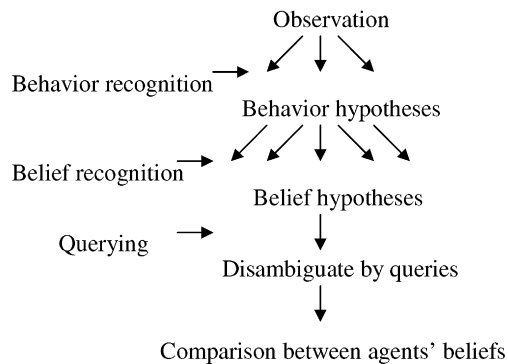 Observation
Behavior recognition
Behavior hypotheses
Belief recognition
Belief hypotheses
Querying
Disambiguate by queries
Comparison between agents' beliefs